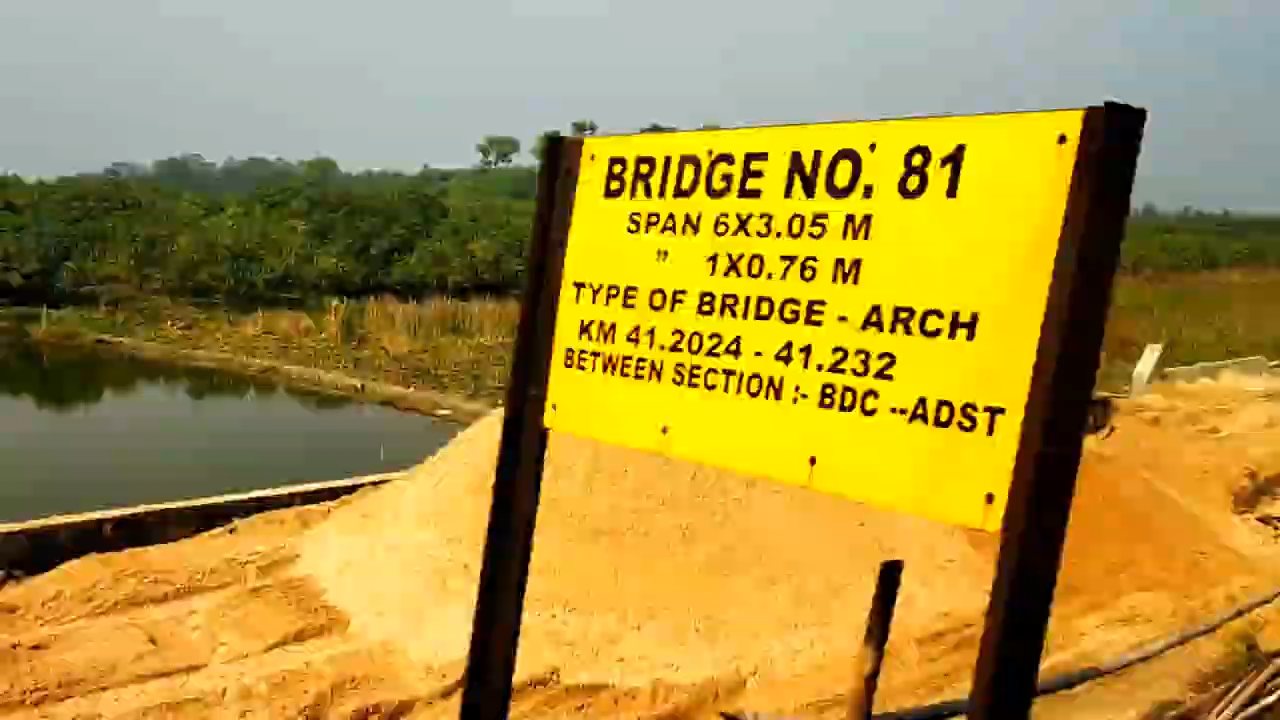 BRIDGE NO. 81
SPAN 6X3.05 M
” 1X0.76 M
TYPE OF BRIDGE - ARCH
KM 41.2024 - 41.232
BETWEEN SECTION :- BDC --ADST